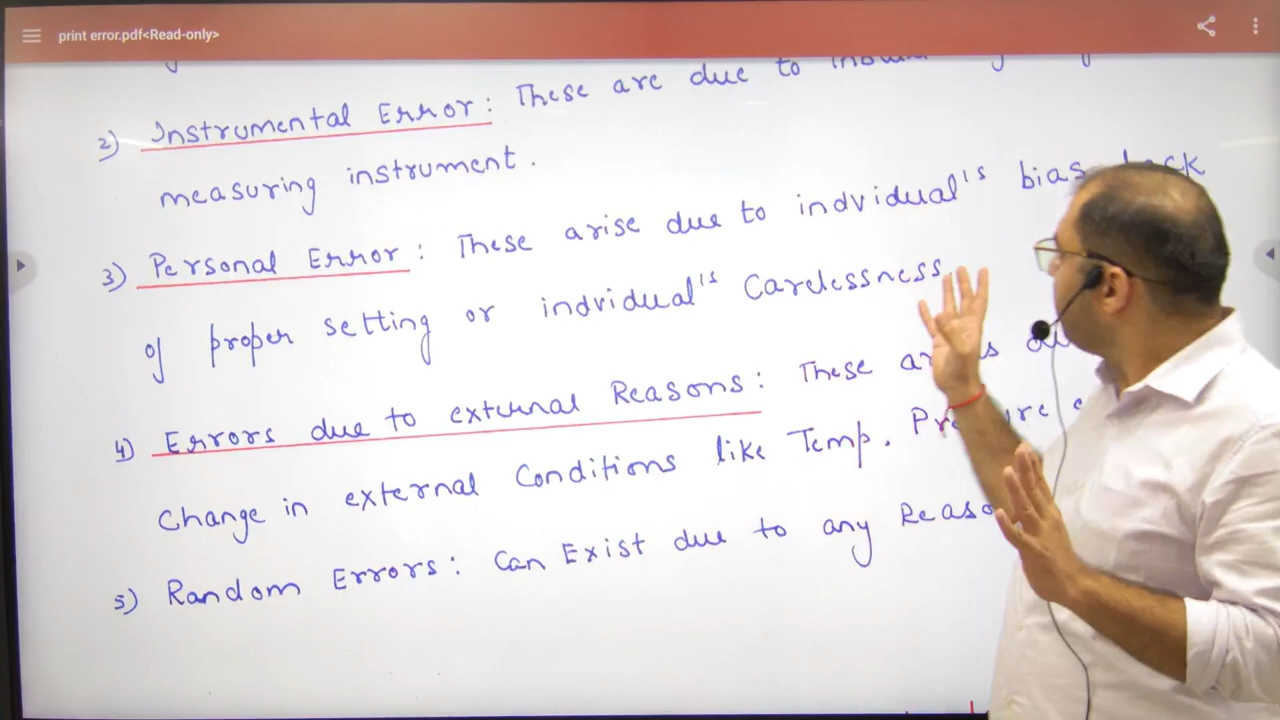 print error.pdf<Read-only>
2) Instrumental Error: These are due to
measuring instrument.
3) Personal Error: These arise due to indvidual's bias
of proper setting or indvidual's Carelessness.
4) Errors due to external Reasons: These
Change in external Conditions like Temp.
5) Random Errors: Can Exist due to any